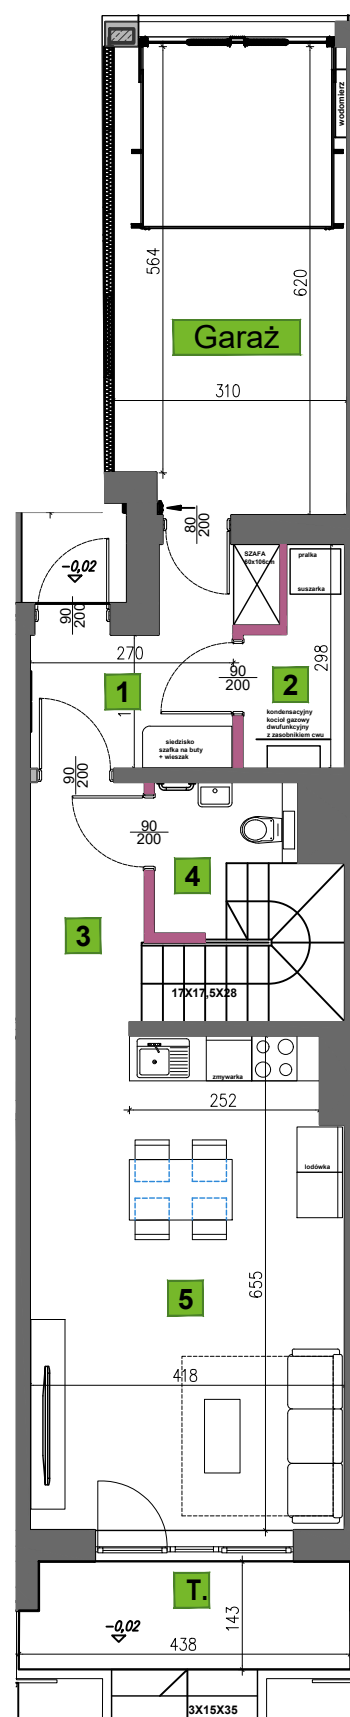 wodomierz
564
620
Garaż
310
80
200
-0,02
90
200
SZAFA
60x106cm
pralka
suszarka
270
1
90
200
2
298
kondensacyjny
kocioł gazowy
dwufunkcyjny
z zasobnikiem cwu
siedzisko
szafka na buty
+ wieszak
90
200
90
200
4
3
17X17,5X28
zmywarka
252
lodówka
655
5
418
T.
143
-0,02
438
3X15X35